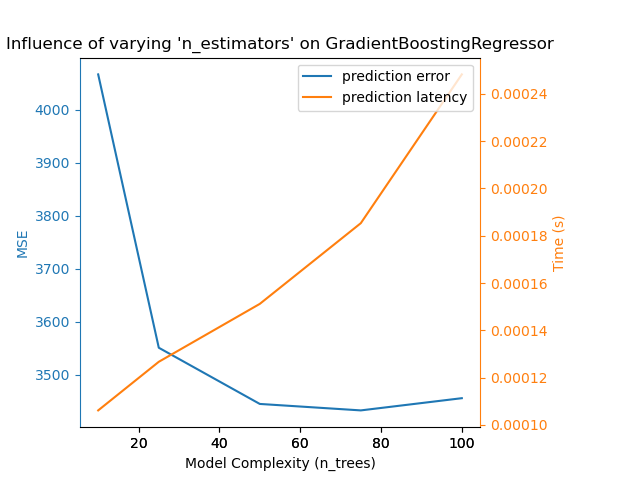 Influence of varying 'n_estimators' on GradientBoostingRegressor
prediction error
prediction latency
MSE
4000
3900
3800
3700
3600
3500
0.00024
0.00022
0.00020
0.00018
0.00016
0.00014
0.00012
0.00010
Time (s)
20 40 60 80 100
Model Complexity (n_trees)